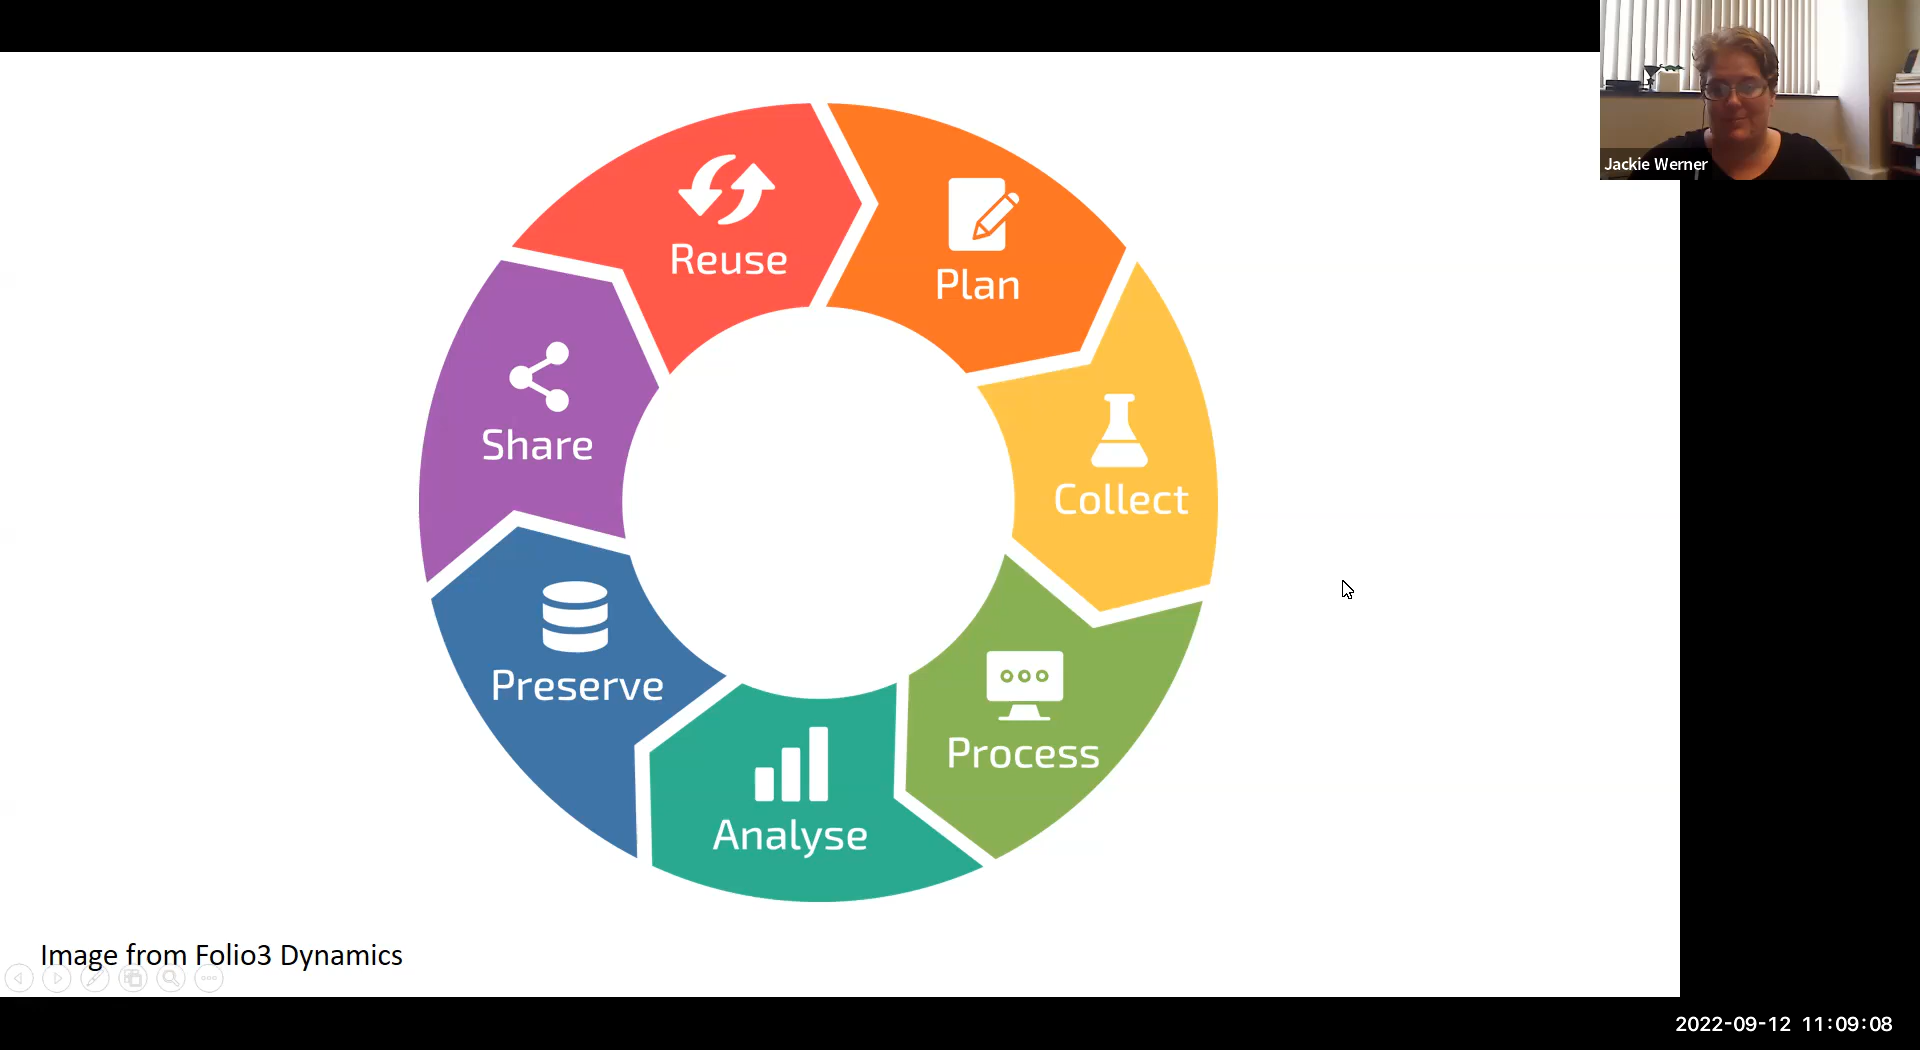 Jackie Werner
Reuse
Plan
Share
Collect
Preserve
Process
Analyse
Image from Folio3 Dynamics
2022-09-12 11:09:08